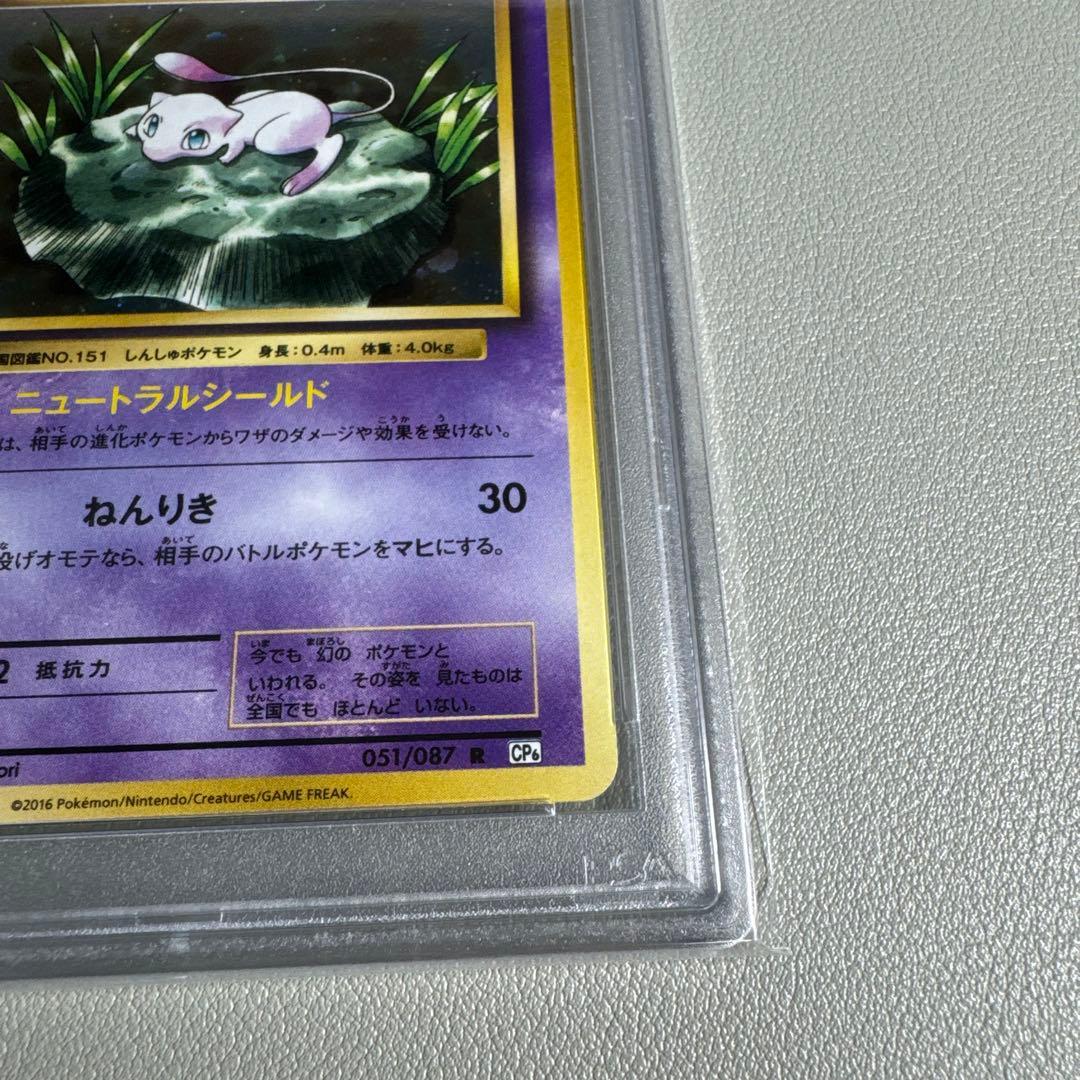 国図鑑NO.151 しんしゅポケモン 身長:0.4m 体重:4.0kg
ニュートラルシールド
は、相手の進化ポケモンからワザのダメージや効果を受けない。
ねんりき 30
投げオモテなら、相手のバトルポケモンをマヒにする。
2 抵抗力
今でも 幻の ポケモンと
いわれる。 その姿を 見たものは
全国でも ほとんど いない。
ori 051/087 R CP6
©2016 Pokémon/Nintendo/Creatures/GAME FREAK.